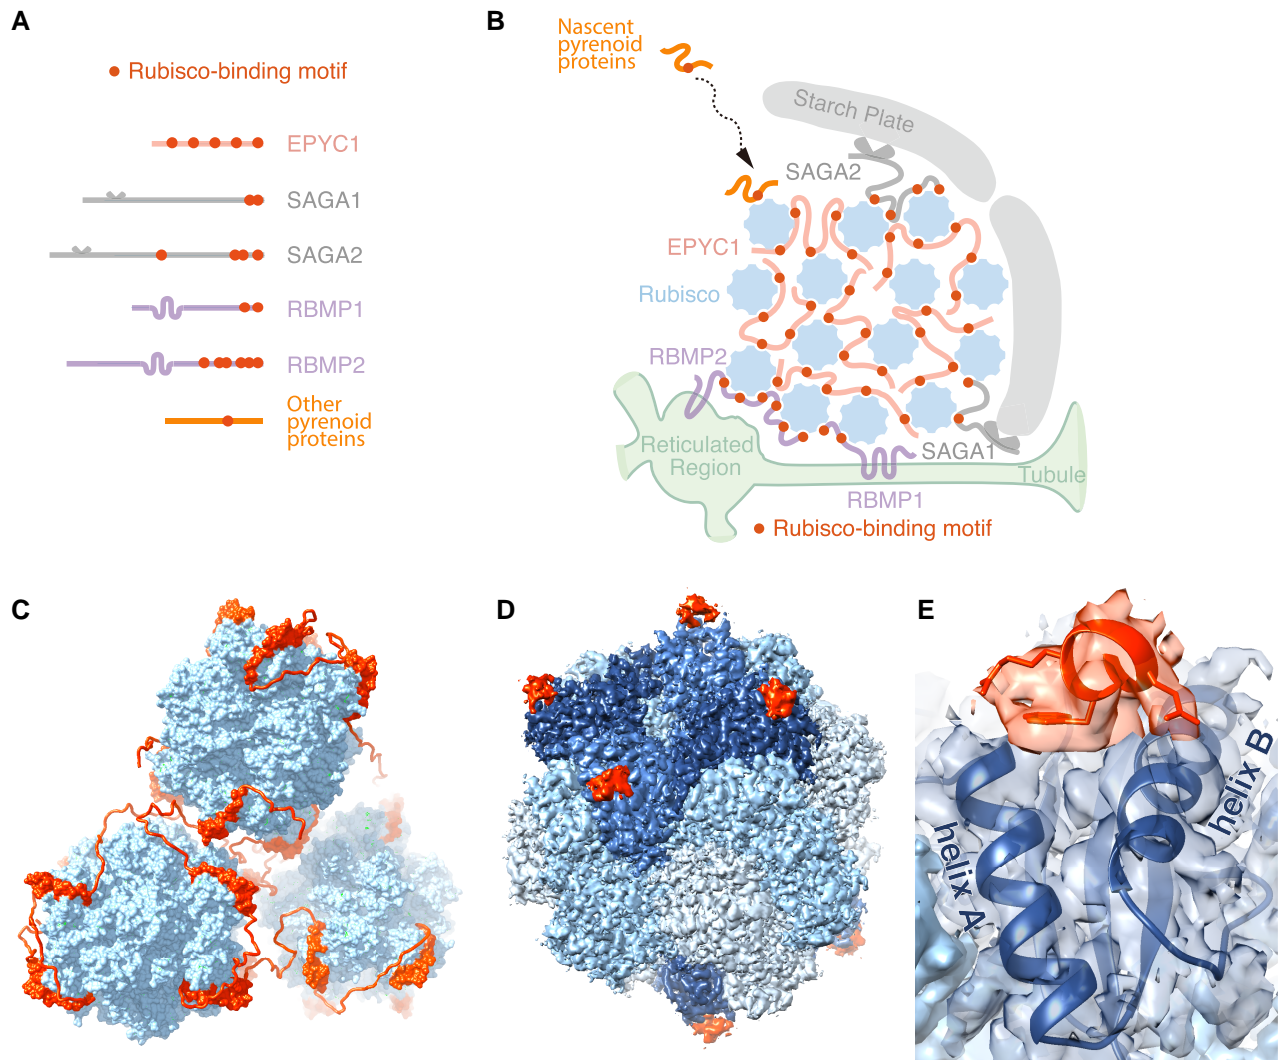 A
Rubisco-binding motif
EPYC1
SAGA1
SAGA2
RBMP1
RBMP2
Other
pyrenoid
proteins
B
Nascent
pyrenoid
proteins
Starch Plate
SAGA2
EPYC1
Rubisco
RBMP2
Reticulated
Region
SAGA1
Tubule
RBMP1
Rubisco-binding motif
C
D
E
helix A
helix B